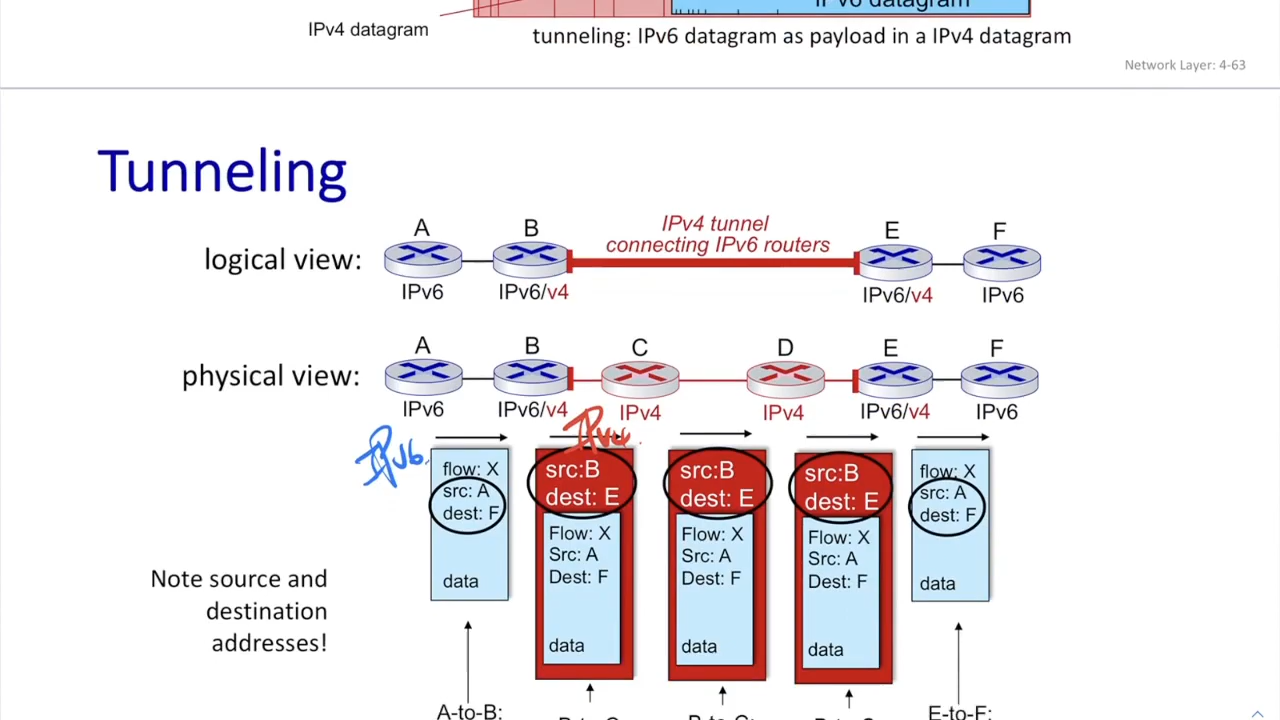 IPv6 datagram
IPv4 datagram
tunneling: IPv6 datagram as payload in a IPv4 datagram
Network Layer: 4-63
Tunneling
IPv4 tunnel
connecting IPv6 routers
A B E F
logical view:
IPv6 IPv6/v4 IPv6/v4 IPv6
A B C D E F
physical view:
IPv6 IPv6/v4 IPv4 IPv4 IPv6/v4 IPv6
IPv6
IPv4
flow: X
src: A
dest: F
data
src:B
dest: E
Flow: X
Src: A
Dest: F
data
src:B
dest: E
Flow: X
Src: A
Dest: F
data
src:B
dest: E
Flow: X
Src: A
Dest: F
data
flow: X
src: A
dest: F
data
Note source and
destination
addresses!
A-to-B:
E-to-F: